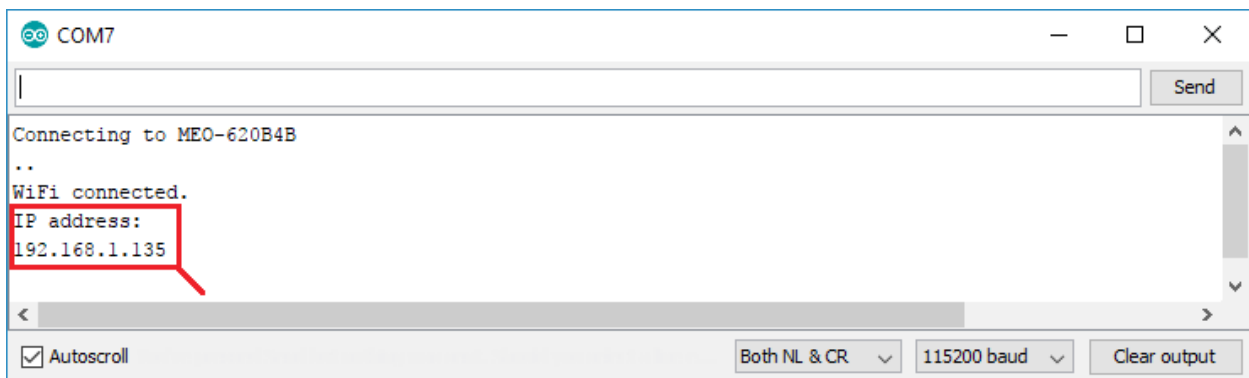 COM7
Send
Connecting to MEO-620B4B
..
WiFi connected.
IP address:
192.168.1.135
Autoscroll
Both NL & CR
115200 baud
Clear output